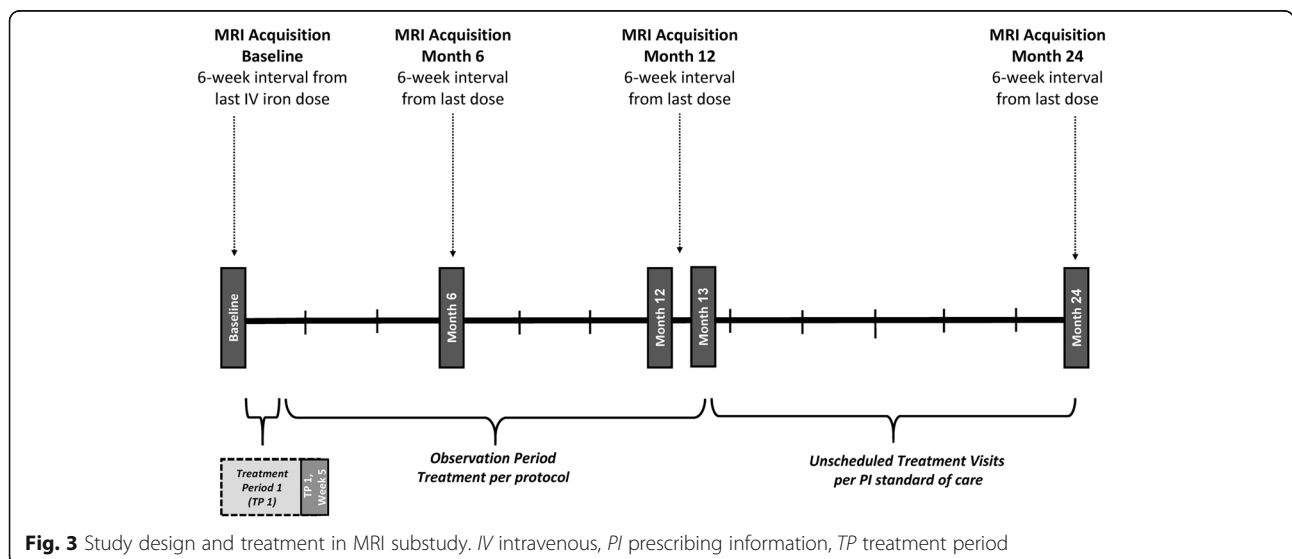 MRI Acquisition
Baseline
6-week interval from
last IV iron dose
MRI Acquisition
Month 6
6-week interval
from last dose
MRI Acquisition
Month 12
6-week interval
from last dose
MRI Acquisition
Month 24
6-week interval
from last dose
Baseline
Month 6
Month 12
Month 13
Month 24
Treatment
Period 1
(TP 1)
TP 1,
Week 5
Observation Period
Treatment per protocol
Unscheduled Treatment Visits
per PI standard of care
Fig. 3 Study design and treatment in MRI substudy. IV intravenous, PI prescribing information, TP treatment period